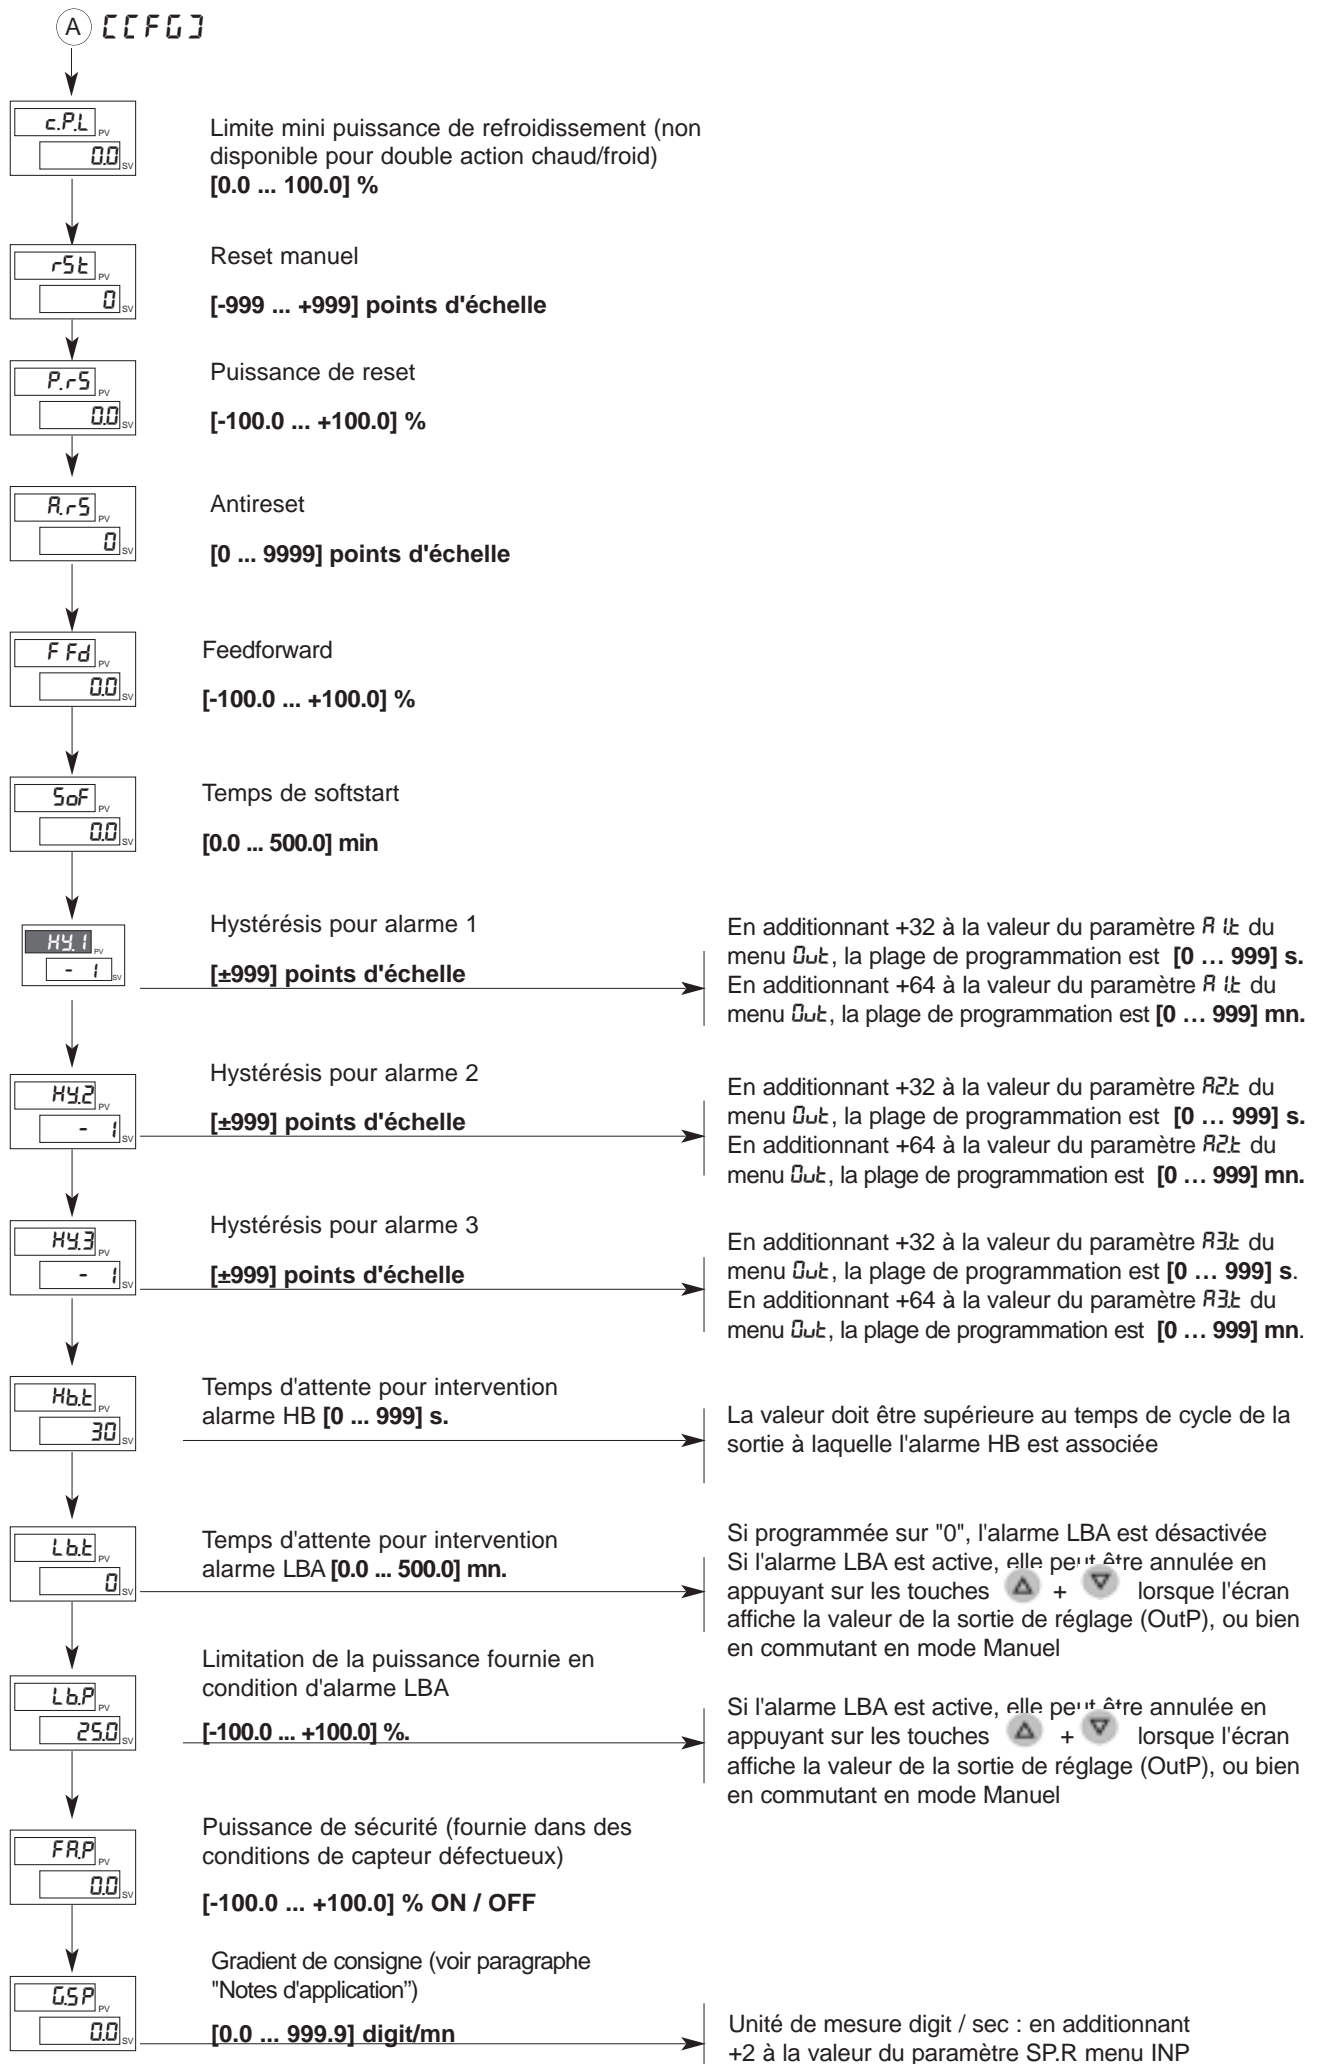 A [CFG]
c.P.L PV
0.0 SV
Limite mini puissance de refroidissement (non
disponible pour double action chaud/froid)
[0.0 ... 100.0] %
rSt PV
0 SV
Reset manuel
[-999 ... +999] points d'échelle
P.rS PV
0.0 SV
Puissance de reset
[-100.0 ... +100.0] %
A.rS PV
0 SV
Antireset
[0 ... 9999] points d'échelle
F Fd PV
0.0 SV
Feedforward
[-100.0 ... +100.0] %
SoF PV
0.0 SV
Temps de softstart
[0.0 ... 500.0] min
HY.1 PV
- 1 SV
Hystérésis pour alarme 1
[±999] points d'échelle
En additionnant +32 à la valeur du paramètre A1.t du
menu Out, la plage de programmation est [0 … 999] s.
En additionnant +64 à la valeur du paramètre A1.t du
menu Out, la plage de programmation est [0 … 999] mn.
HY.2 PV
- 1 SV
Hystérésis pour alarme 2
[±999] points d'échelle
En additionnant +32 à la valeur du paramètre A2.t du
menu Out, la plage de programmation est [0 … 999] s.
En additionnant +64 à la valeur du paramètre A2.t du
menu Out, la plage de programmation est [0 … 999] mn.
HY.3 PV
- 1 SV
Hystérésis pour alarme 3
[±999] points d'échelle
En additionnant +32 à la valeur du paramètre A3.t du
menu Out, la plage de programmation est [0 … 999] s.
En additionnant +64 à la valeur du paramètre A3.t du
menu Out, la plage de programmation est [0 … 999] mn.
Hb.t PV
30 SV
Temps d'attente pour intervention
alarme HB [0 ... 999] s.
La valeur doit être supérieure au temps de cycle de la
sortie à laquelle l'alarme HB est associée
Lb.t PV
0 SV
Temps d'attente pour intervention
alarme LBA [0.0 ... 500.0] mn.
Si programmée sur "0", l'alarme LBA est désactivée
Si l'alarme LBA est active, elle peut être annulée en
appuyant sur les touches + lorsque l'écran
affiche la valeur de la sortie de réglage (OutP), ou bien
en commutant en mode Manuel
Lb.P PV
25.0 SV
Limitation de la puissance fournie en
condition d'alarme LBA
[-100.0 ... +100.0] %.
Si l'alarme LBA est active, elle peut être annulée en
appuyant sur les touches + lorsque l'écran
affiche la valeur de la sortie de réglage (OutP), ou bien
en commutant en mode Manuel
FA.P PV
0.0 SV
Puissance de sécurité (fournie dans des
conditions de capteur défectueux)
[-100.0 ... +100.0] % ON / OFF
G.SP PV
0.0 SV
Gradient de consigne (voir paragraphe
"Notes d'application”)
[0.0 ... 999.9] digit/mn
Unité de mesure digit / sec : en additionnant
+2 à la valeur du paramètre SP.R menu INP